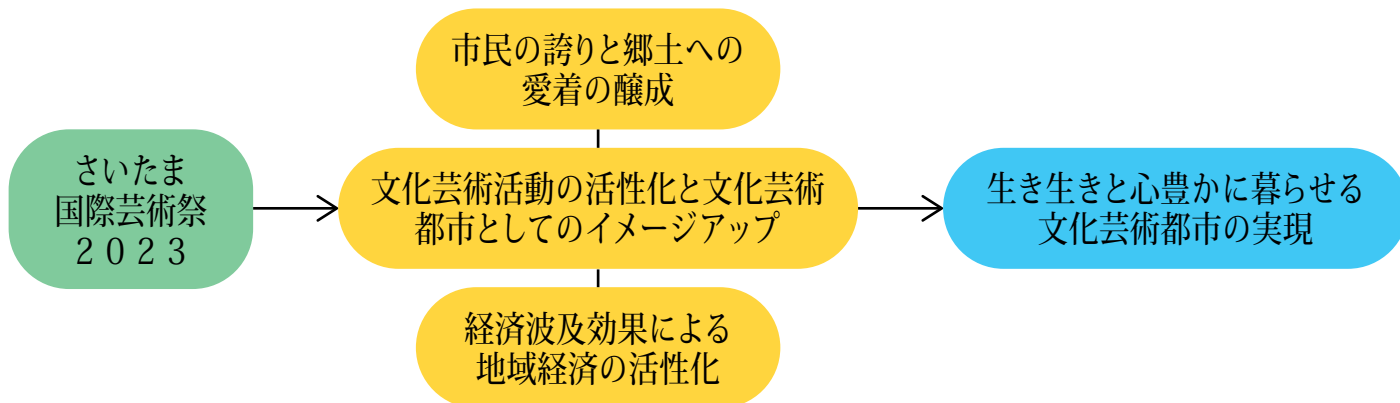 さいたま
国際芸術祭
２０２３
市民の誇りと郷土への
愛着の醸成
文化芸術活動の活性化と文化芸術
都市としてのイメージアップ
経済波及効果による
地域経済の活性化
生き生きと心豊かに暮らせる
文化芸術都市の実現